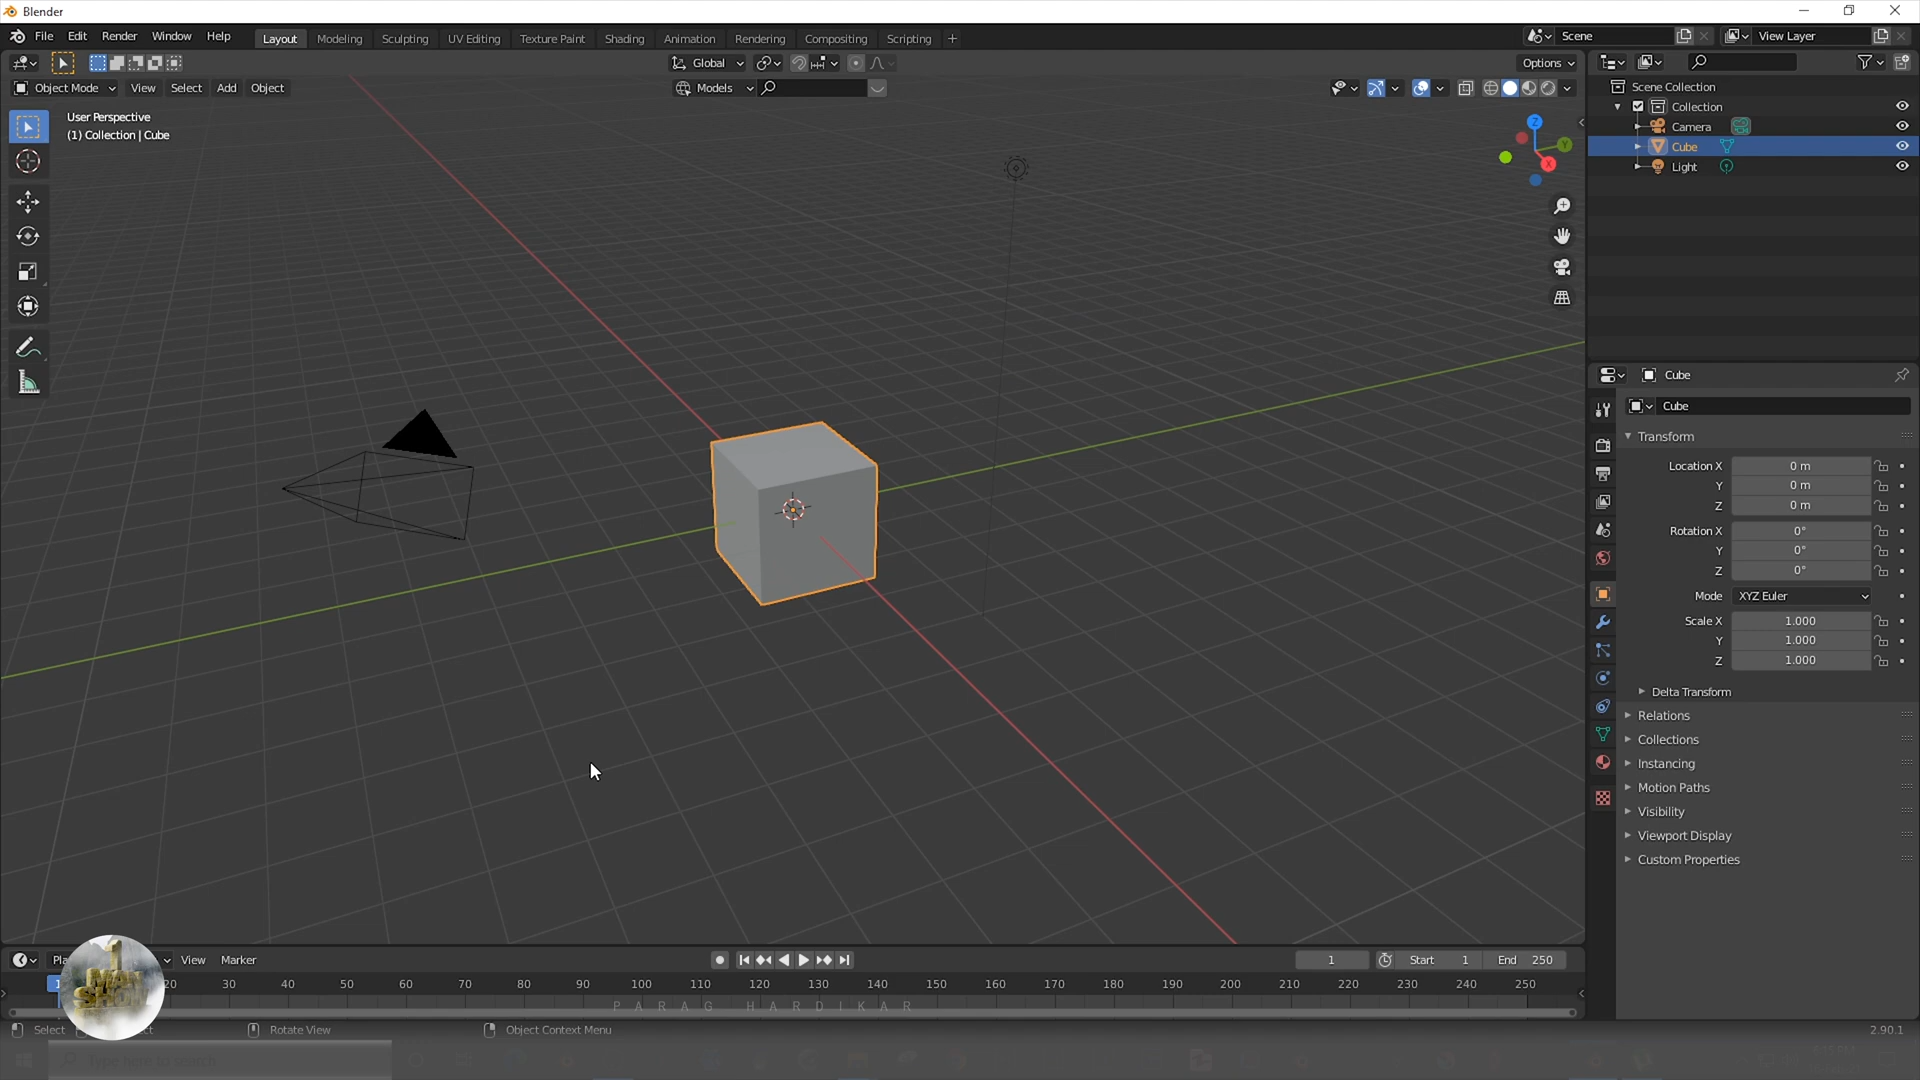 Blender
File Edit Render Window Help Layout Modeling Sculpting UV Editing Texture Paint Shading Animation Rendering Compositing Scripting + Scene View Layer
Global Options
Object Mode View Select Add Object Models
User Perspective
(1) Collection | Cube
Z
Y
X
Scene Collection
Collection
Camera
Cube
Light
Cube
Cube
Transform
Location X 0 m
Y 0 m
Z 0 m
Rotation X 0°
Y 0°
Z 0°
Mode XYZ Euler
Scale X 1.000
Y 1.000
Z 1.000
Delta Transform
Relations
Collections
Instancing
Motion Paths
Visibility
Viewport Display
Custom Properties
View Marker 1 Start 1 End 250
20 30 40 50 60 70 80 90 100 110 120 130 140 150 160 170 180 190 200 210 220 230 240 250
1
MAN
SHOW
PARAG HARDIKAR
Select Rotate View Object Context Menu 2.90.1
Type here to search